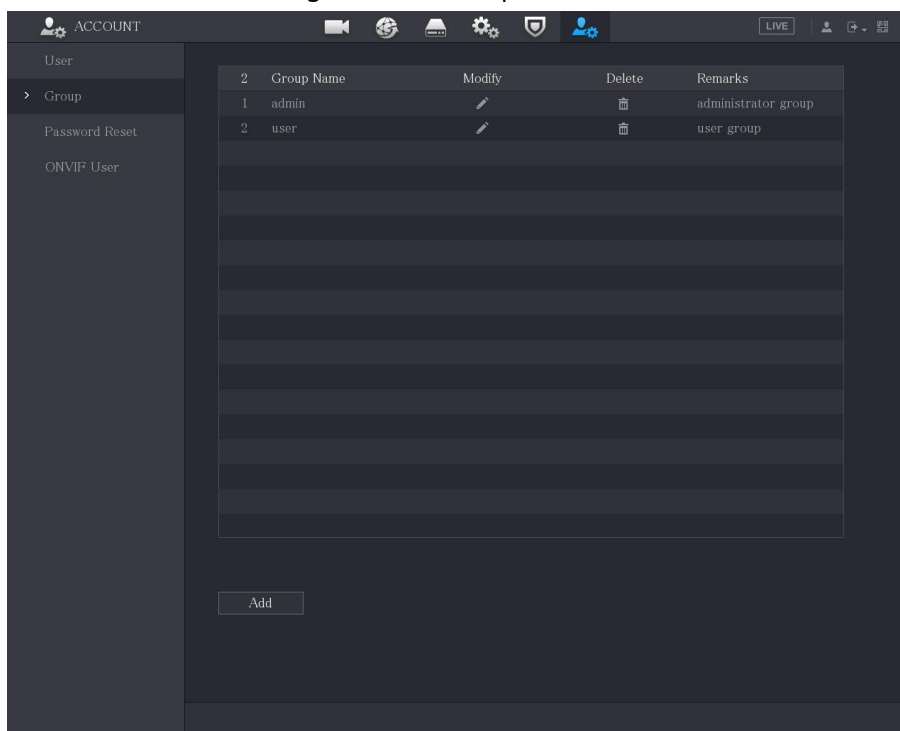 ACCOUNT LIVE
User
Group
Password Reset
ONVIF User
2 Group Name Modify Delete Remarks
1 admin administrator group
2 user user group
Add